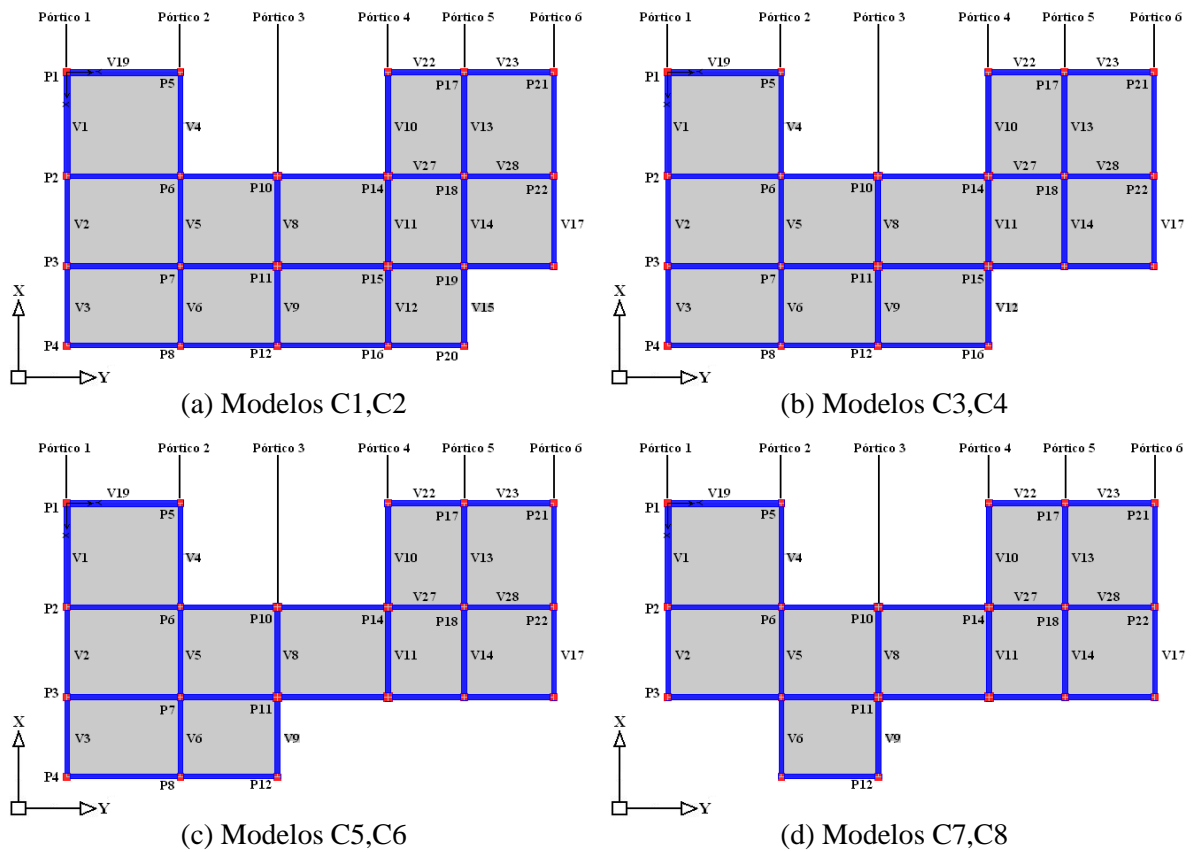 Pórtico 1 Pórtico 2 Pórtico 3 Pórtico 4 Pórtico 5 Pórtico 6
V19 V22 V23
P1 P5 P17 P21
V1 V4 V10 V13
V27 V28
P2 P6 P10 P14 P18 P22
V2 V5 V8 V11 V14 V17
P3 P7 P11 P15 P19
X
V3 V6 V9 V12 V15
P4 P8 P12 P16 P20
Y
(a) Modelos C1,C2
Pórtico 1 Pórtico 2 Pórtico 3 Pórtico 4 Pórtico 5 Pórtico 6
V19 V22 V23
P1 P5 P17 P21
V1 V4 V10 V13
V27 V28
P2 P6 P10 P14 P18 P22
V2 V5 V8 V11 V14 V17
P3 P7 P11 P15
X
V3 V6 V9 V12
P4 P8 P12 P16
Y
(b) Modelos C3,C4
Pórtico 1 Pórtico 2 Pórtico 3 Pórtico 4 Pórtico 5 Pórtico 6
V19 V22 V23
P1 P5 P17 P21
V1 V4 V10 V13
V27 V28
P2 P6 P10 P14 P18 P22
V2 V5 V8 V11 V14 V17
P3 P7 P11
X
V3 V6 V9
P4 P8 P12
Y
(c) Modelos C5,C6
Pórtico 1 Pórtico 2 Pórtico 3 Pórtico 4 Pórtico 5 Pórtico 6
V19 V22 V23
P1 P5 P17 P21
V1 V4 V10 V13
V27 V28
P2 P6 P10 P14 P18 P22
V2 V5 V8 V11 V14 V17
P3 P11
X
V6 V9
P12
Y
(d) Modelos C7,C8